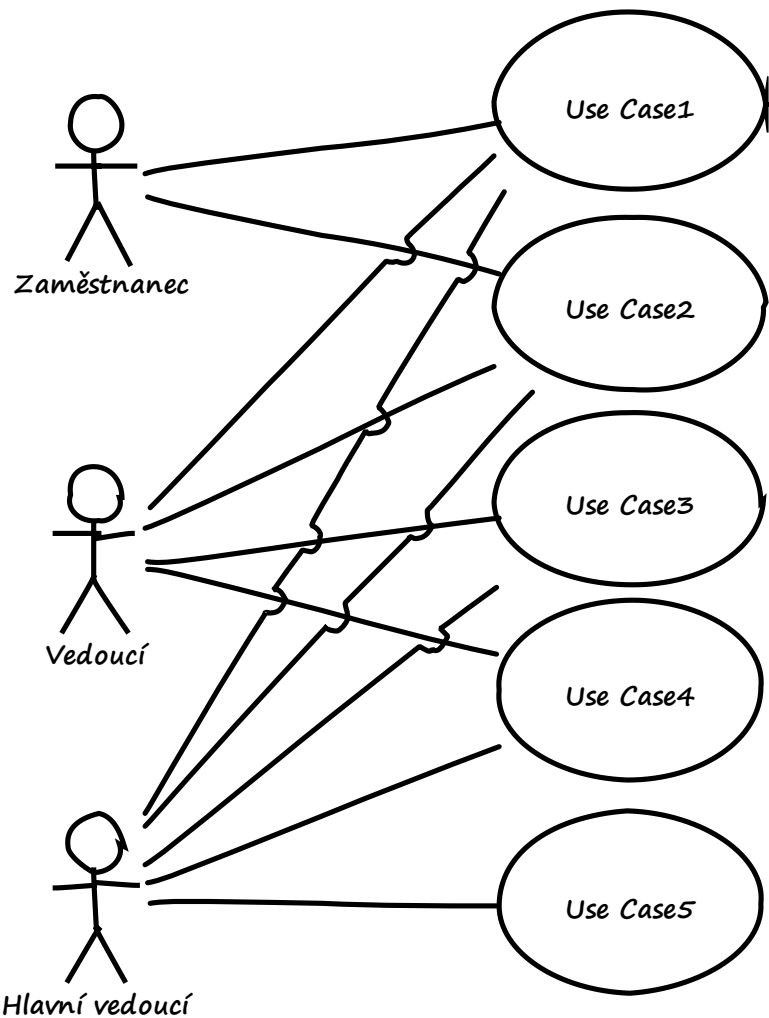 Use Case1
Zaměstnanec
Use Case2
Use Case3
Vedoucí
Use Case4
Use Case5
Hlavní vedoucí